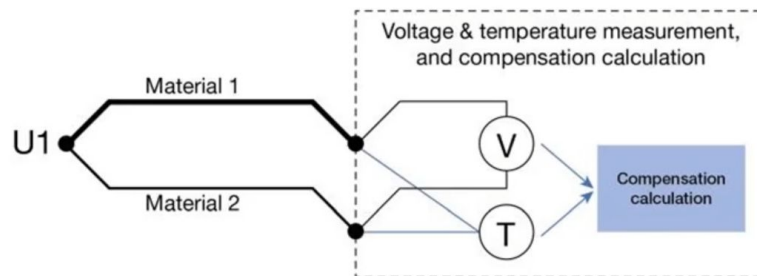 Voltage & temperature measurement,
and compensation calculation
Material 1
U1
V
Material 2
T
Compensation
calculation